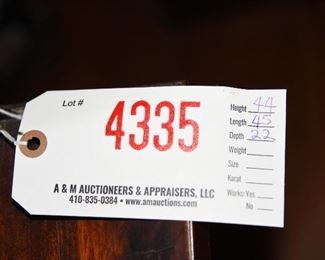 Lot #
4335
Height 44
Length 45
Depth 22
Weight
Size
Karat
Works: Yes
No
A & M AUCTIONEERS & APPRAISERS, LLC
410-835-0384 • www.amauctions.com